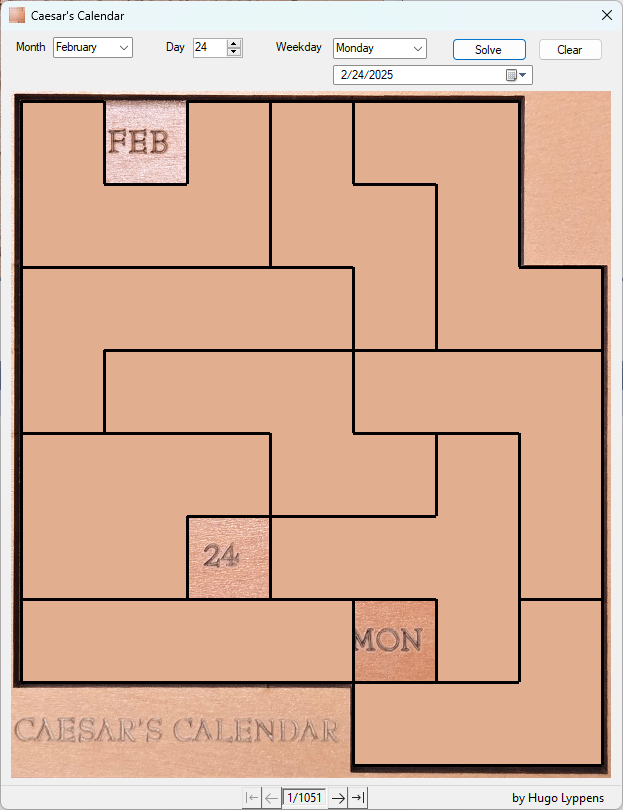 Caesar's Calendar
Month February Day 24 Weekday Monday Solve Clear
2/24/2025
FEB
24
MON
CAESAR'S CALENDAR
1/1051 by Hugo Lyppens